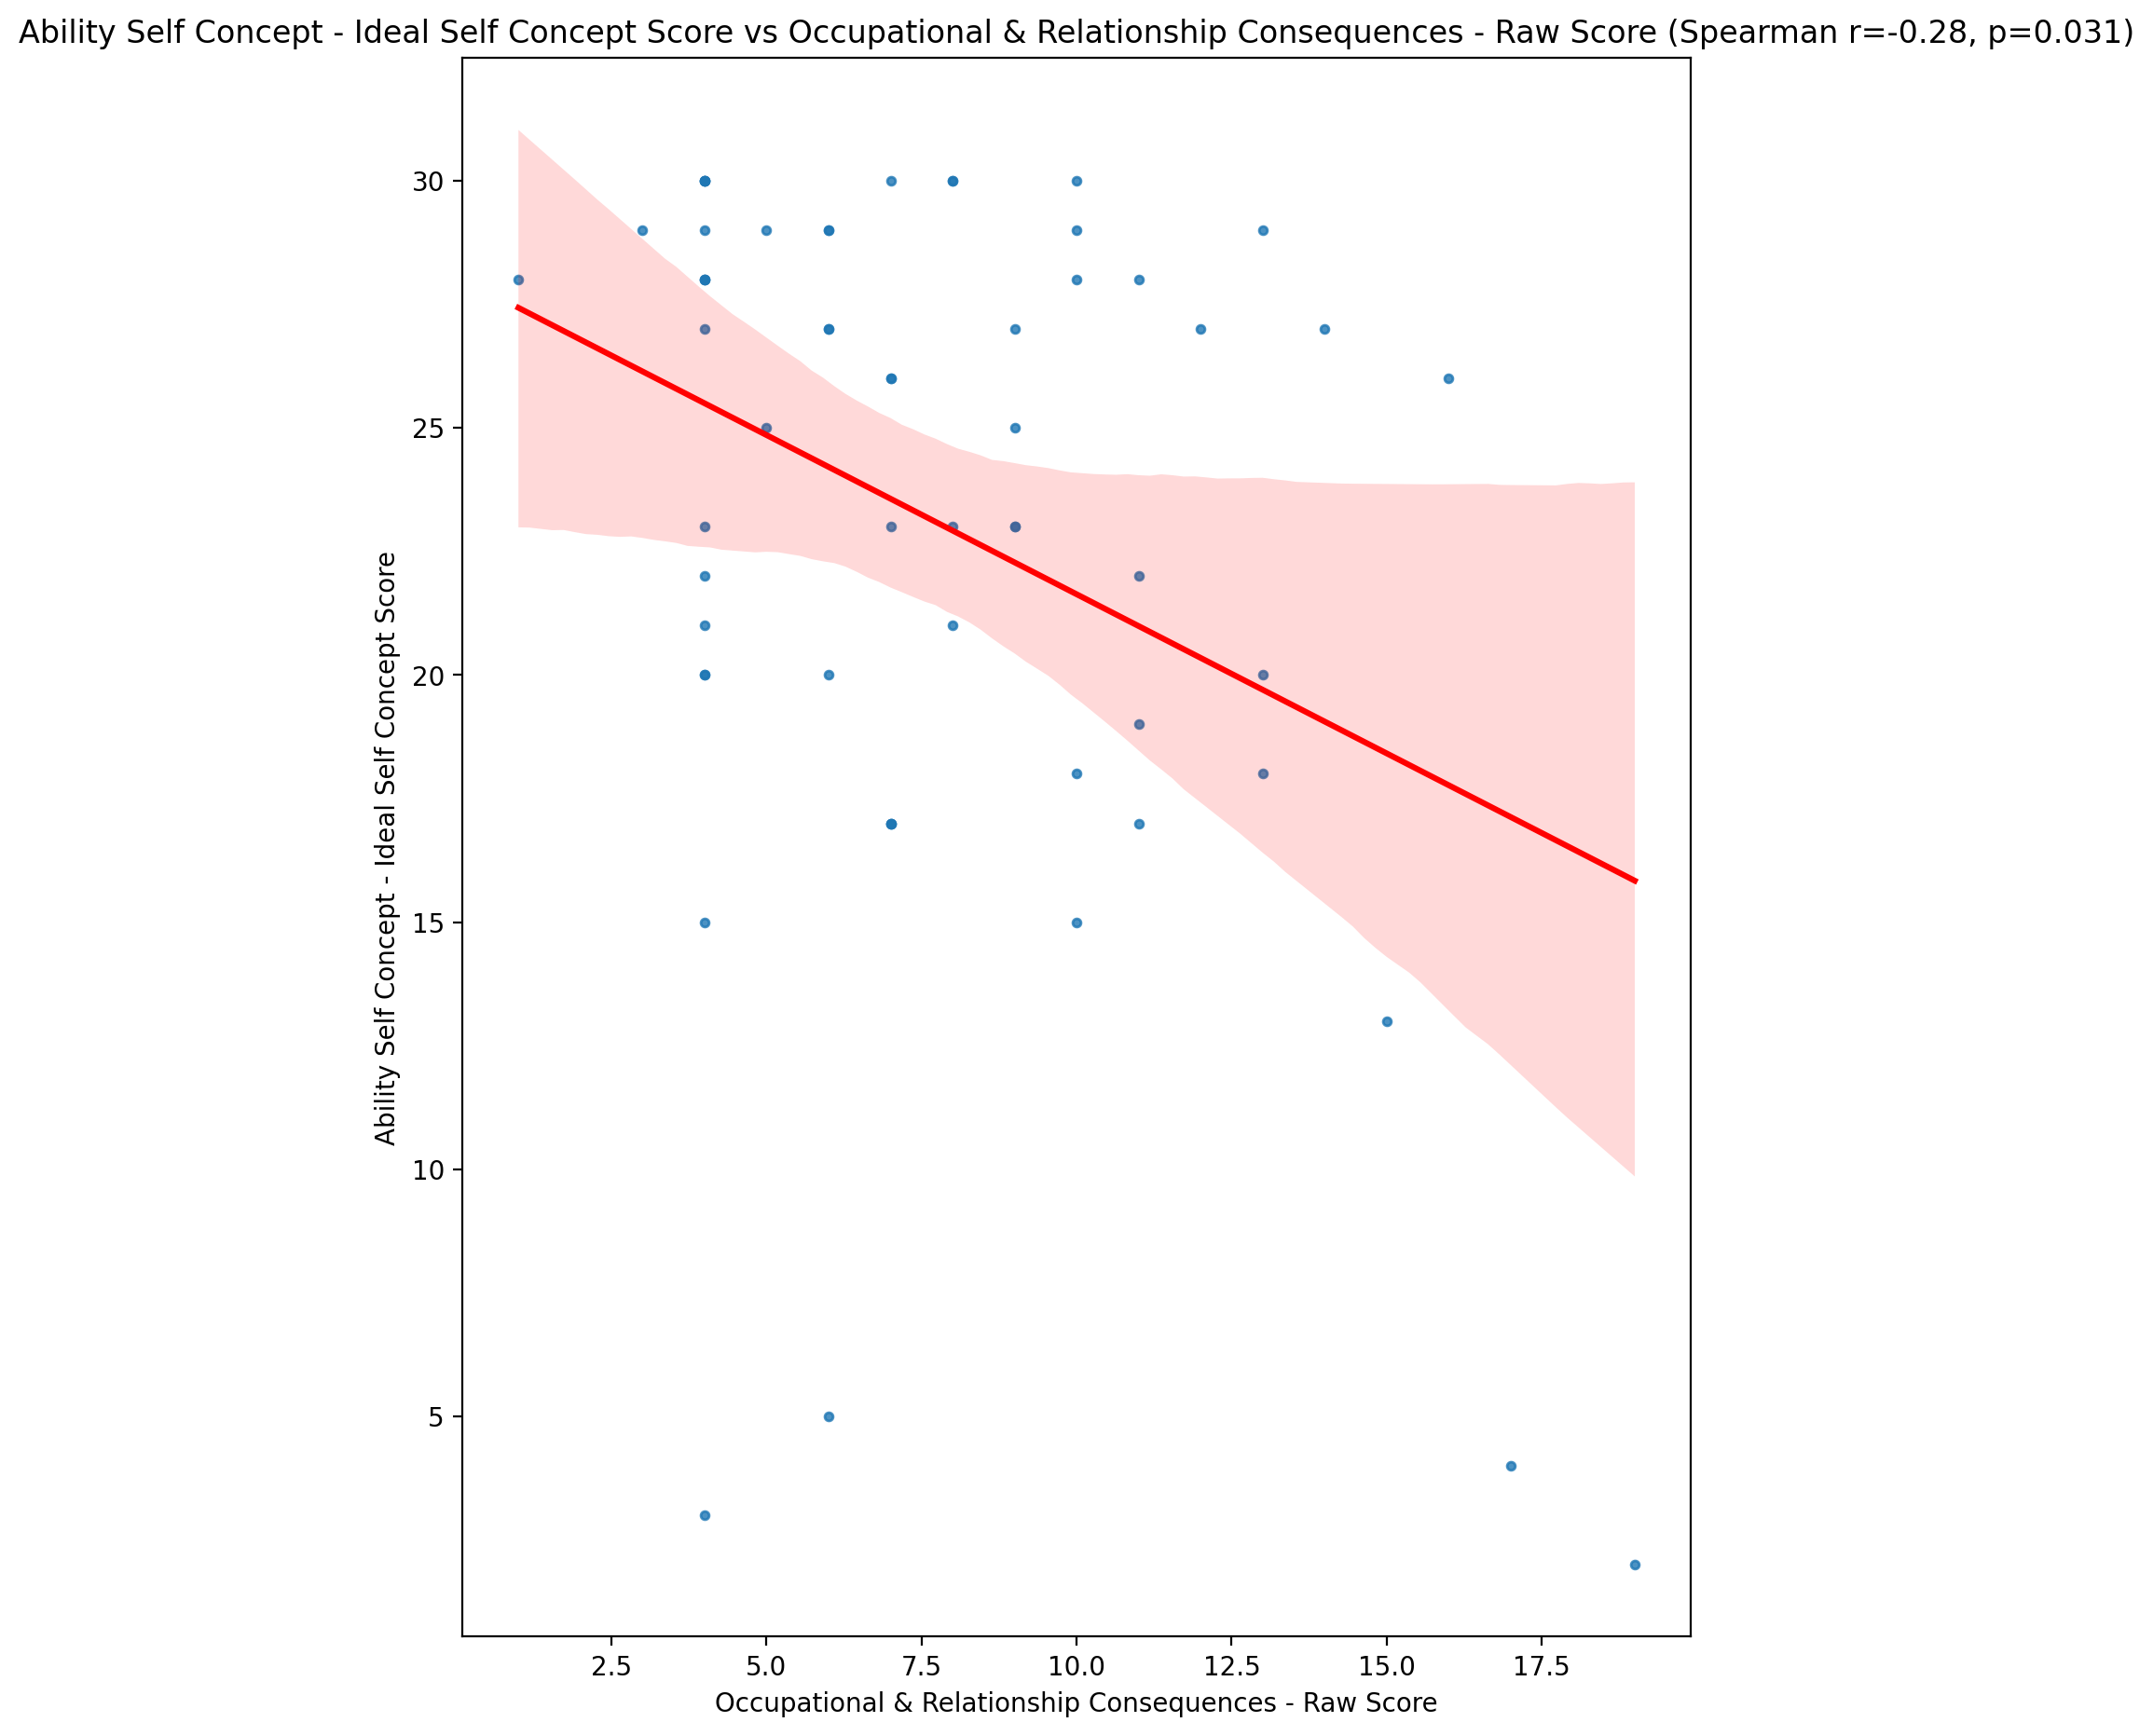 Ability Self Concept - Ideal Self Concept Score vs Occupational & Relationship Consequences - Raw Score (Spearman r=-0.28, p=0.031)
Ability Self Concept - Ideal Self Concept Score
30
25
20
15
10
5
2.5 5.0 7.5 10.0 12.5 15.0 17.5
Occupational & Relationship Consequences - Raw Score